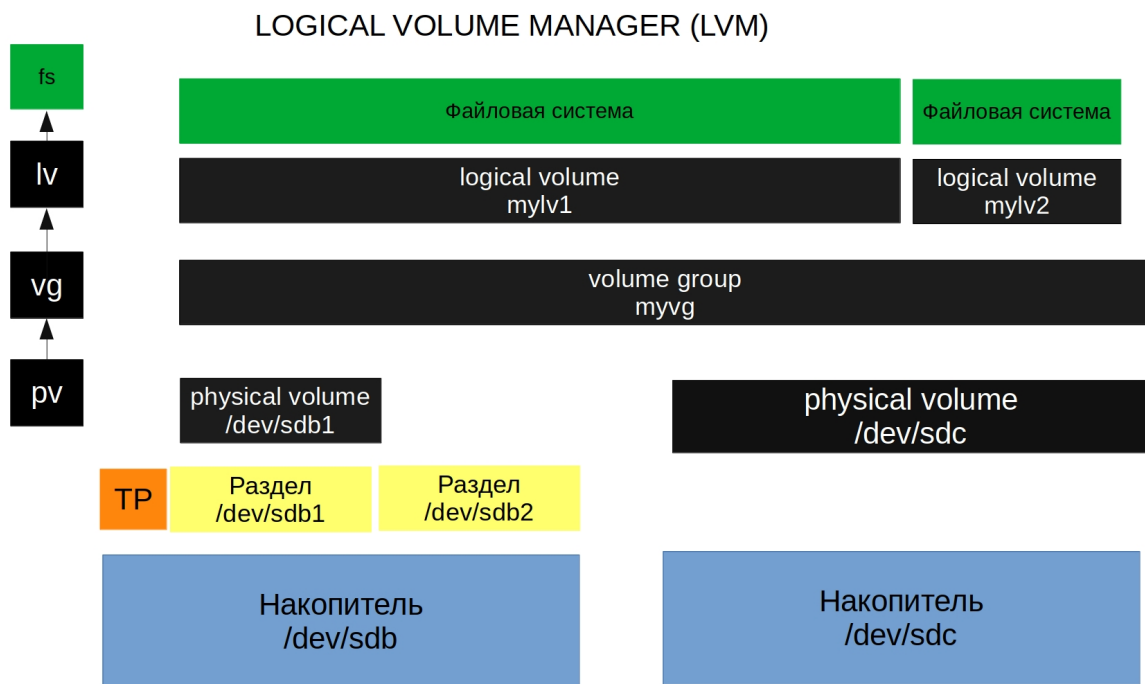 LOGICAL VOLUME MANAGER (LVM)
fs
Файловая система
Файловая система
lv
logical volume
mylv1
logical volume
mylv2
vg
volume group
myvg
pv
physical volume
/dev/sdb1
physical volume
/dev/sdc
TP
Раздел
/dev/sdb1
Раздел
/dev/sdb2
Накопитель
/dev/sdb
Накопитель
/dev/sdc